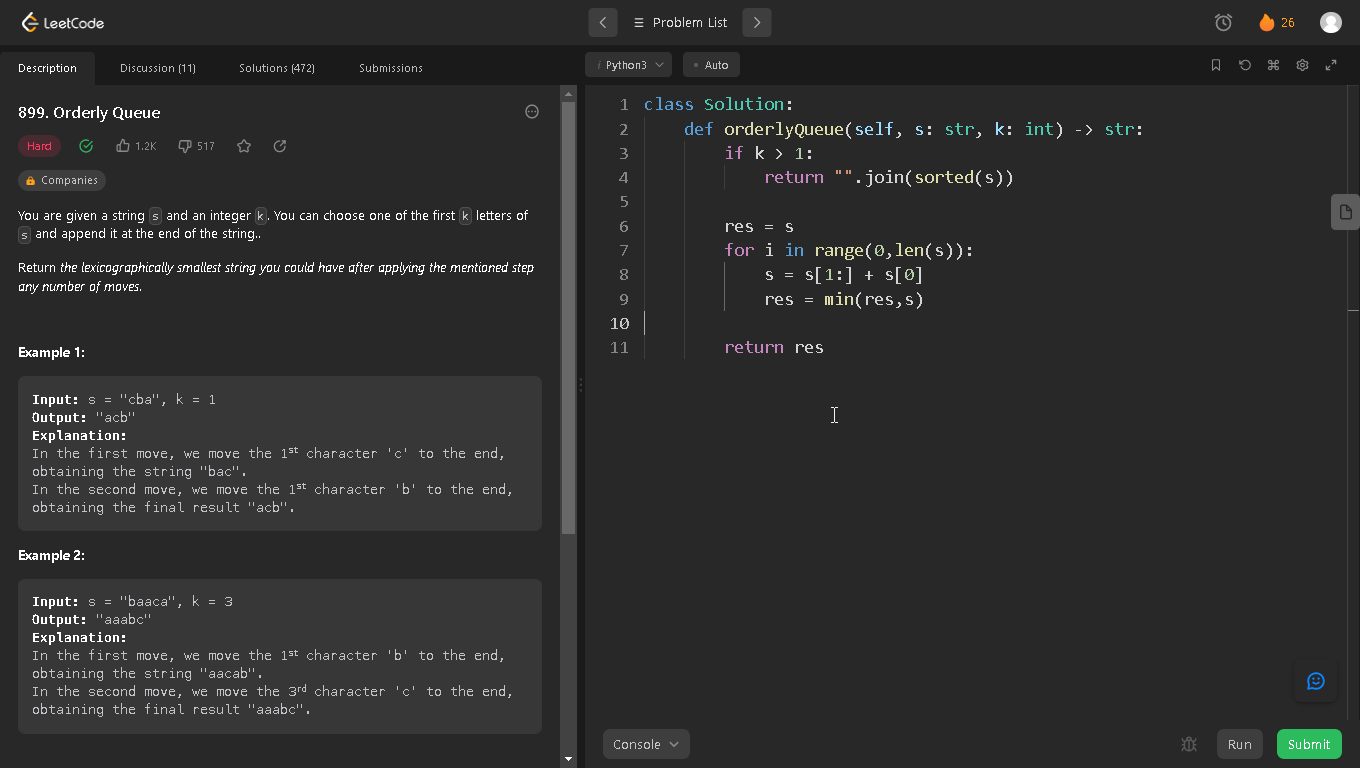 LeetCode
Problem List
26
Description
Discussion (11)
Solutions (472)
Submissions
Python3
Auto
899. Orderly Queue
Hard
1.2K
517
Companies
You are given a string s and an integer k. You can choose one of the first k letters of
s and append it at the end of the string..
Return the lexicographically smallest string you could have after applying the mentioned step
any number of moves.
Example 1:
Input: s = "cba", k = 1
Output: "acb"
Explanation:
In the first move, we move the 1st character 'c' to the end,
obtaining the string "bac".
In the second move, we move the 1st character 'b' to the end,
obtaining the final result "acb".
Example 2:
Input: s = "baaca", k = 3
Output: "aaabc"
Explanation:
In the first move, we move the 1st character 'b' to the end,
obtaining the string "aacab".
In the second move, we move the 3rd character 'c' to the end,
obtaining the final result "aaabc".
1 class Solution:
2 def orderlyQueue(self, s: str, k: int) -> str:
3 if k > 1:
4 return "".join(sorted(s))
5
6 res = s
7 for i in range(0,len(s)):
8 s = s[1:] + s[0]
9 res = min(res,s)
10
11 return res
Console
Run
Submit